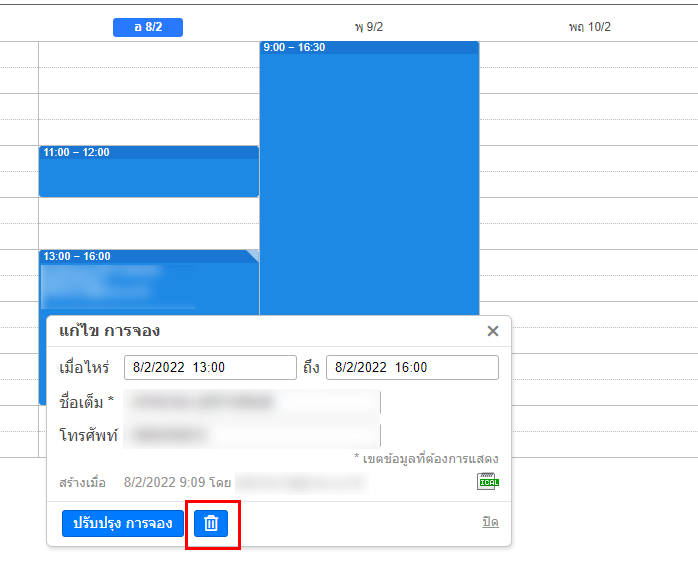 อ 8/2 พ 9/2 พฤ 10/2
9:00 – 16:30
11:00 – 12:00
13:00 – 16:00
แก้ไข การจอง ×
เมื่อไหร่ 8/2/2022 13:00 ถึง 8/2/2022 16:00
ชื่อเต็ม *
โทรศัพท์
* เขตข้อมูลที่ต้องการแสดง
สร้างเมื่อ 8/2/2022 9:09 โดย
ICAL
ปรับปรุง การจอง ปิด